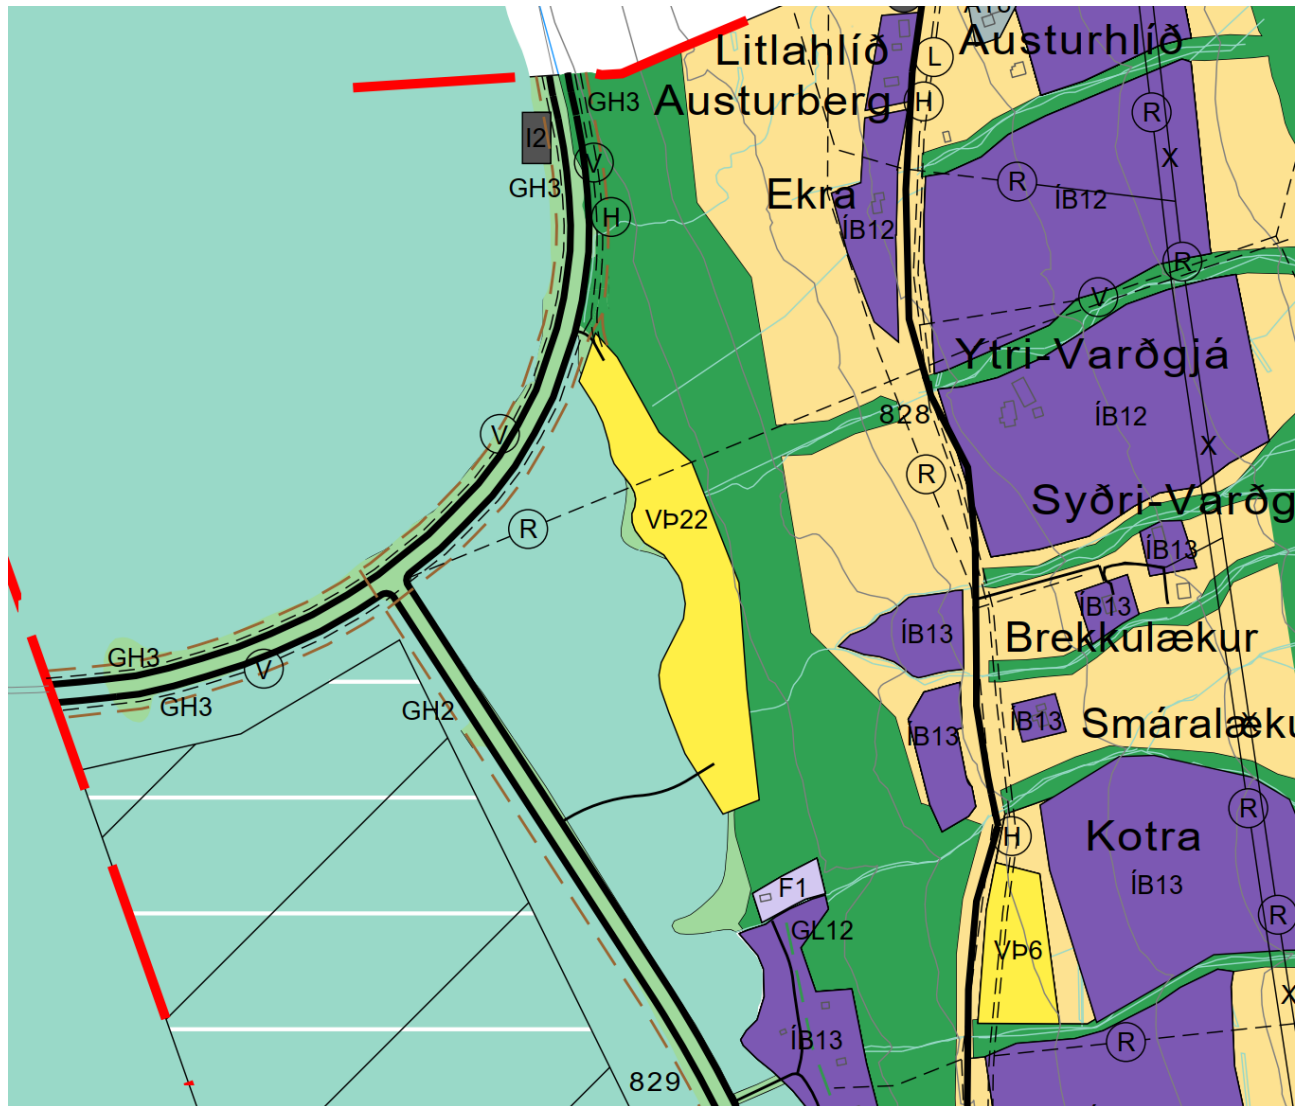 Litlahlíð
Austurhlíð
L
GH3
Austurberg
H
R
I2
V
X
GH3
Ekra
R
ÍB12
H
ÍB12
R
V
Ytri-Varðgjá
828
ÍB12
V
X
R
Syðri-Varðg
VÞ22
R
ÍB13
ÍB13
ÍB13
Brekkulækur
GH3
V
GH3
GH2
ÍB13
ÍB13
Smáralæku
X
R
H
Kotra
F1
ÍB13
R
GL12
VÞ6
X
ÍB13
R
829